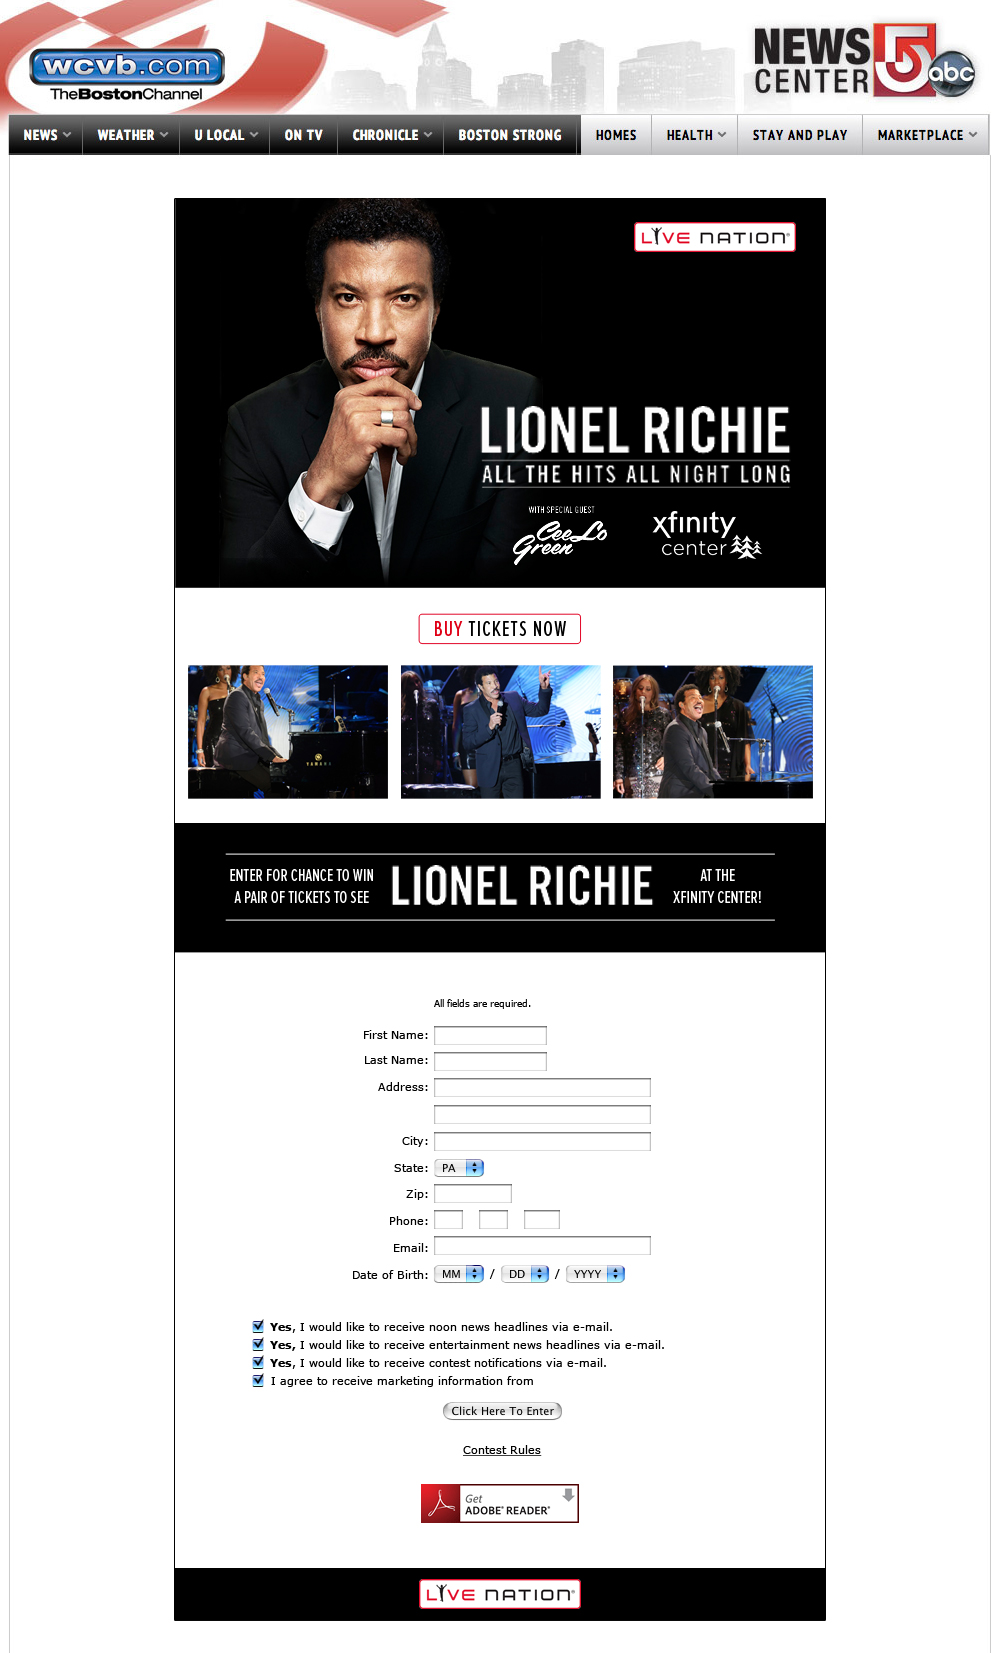 wcvb.com
TheBostonChannel
NEWS
CENTER
5
abc
NEWS WEATHER U LOCAL ON TV CHRONICLE BOSTON STRONG HOMES HEALTH STAY AND PLAY MARKETPLACE
LIVE NATION®
LIONEL RICHIE
ALL THE HITS ALL NIGHT LONG
WITH SPECIAL GUEST
CeeLo
Green
xfinity
center
BUY TICKETS NOW
YAMAHA
ENTER FOR CHANCE TO WIN
A PAIR OF TICKETS TO SEE
LIONEL RICHIE
AT THE
XFINITY CENTER!
All fields are required.
First Name:
Last Name:
Address:
City:
State: PA
Zip:
Phone:
Email:
Date of Birth: MM / DD / YYYY
Yes, I would like to receive noon news headlines via e-mail.
Yes, I would like to receive entertainment news headlines via e-mail.
Yes, I would like to receive contest notifications via e-mail.
I agree to receive marketing information from
Click Here To Enter
Contest Rules
Get
ADOBE® READER®
LIVE NATION®